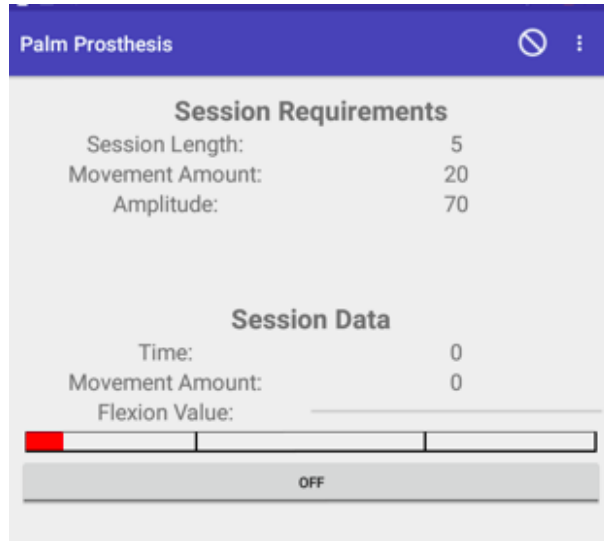 Palm Prosthesis
Session Requirements
Session Length: 5
Movement Amount: 20
Amplitude: 70
Session Data
Time: 0
Movement Amount: 0
Flexion Value:
OFF